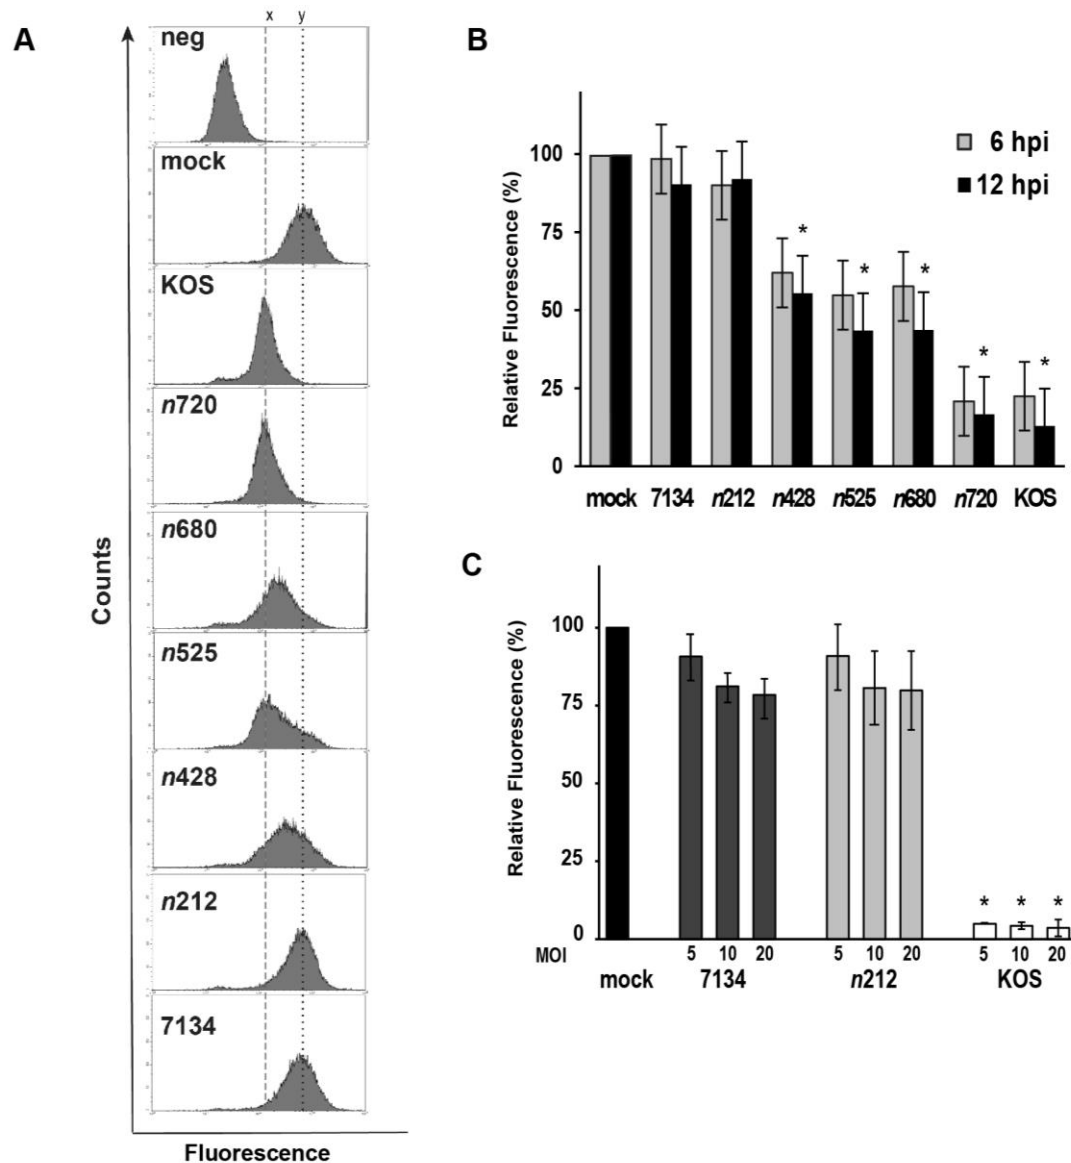 A
x y
neg
mock
KOS
n720
n680
n525
n428
n212
7134
Counts
Fluorescence
B
Relative Fluorescence (%)
100
75
50
25
0
6 hpi
12 hpi
* * * * *
mock 7134 n212 n428 n525 n680 n720 KOS
C
Relative Fluorescence (%)
100
75
50
25
0
* * *
MOI 5 10 20 5 10 20 5 10 20
mock 7134 n212 KOS